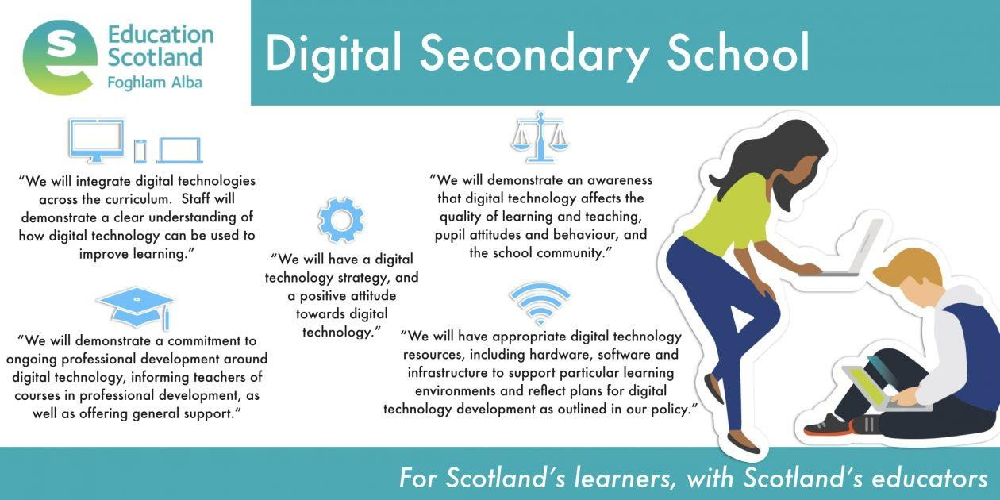 Education
Scotland
Foghlam Alba
Digital Secondary School
“We will integrate digital technologies
across the curriculum.  Staff will
demonstrate a clear understanding of
how digital technology can be used to
improve learning.”
“We will demonstrate a commitment to
ongoing professional development around
digital technology, informing teachers of
courses in professional development, as
well as offering general support.”
“We will have a digital
technology strategy, and
a positive attitude
towards digital
technology.”
“We will demonstrate an awareness
that digital technology affects the
quality of learning and teaching,
pupil attitudes and behaviour, and
the school community.”
“We will have appropriate digital technology
resources, including hardware, software and
infrastructure to support particular learning
environments and reflect plans for digital
technology development as outlined in our policy.”
For Scotland’s learners, with Scotland’s educators